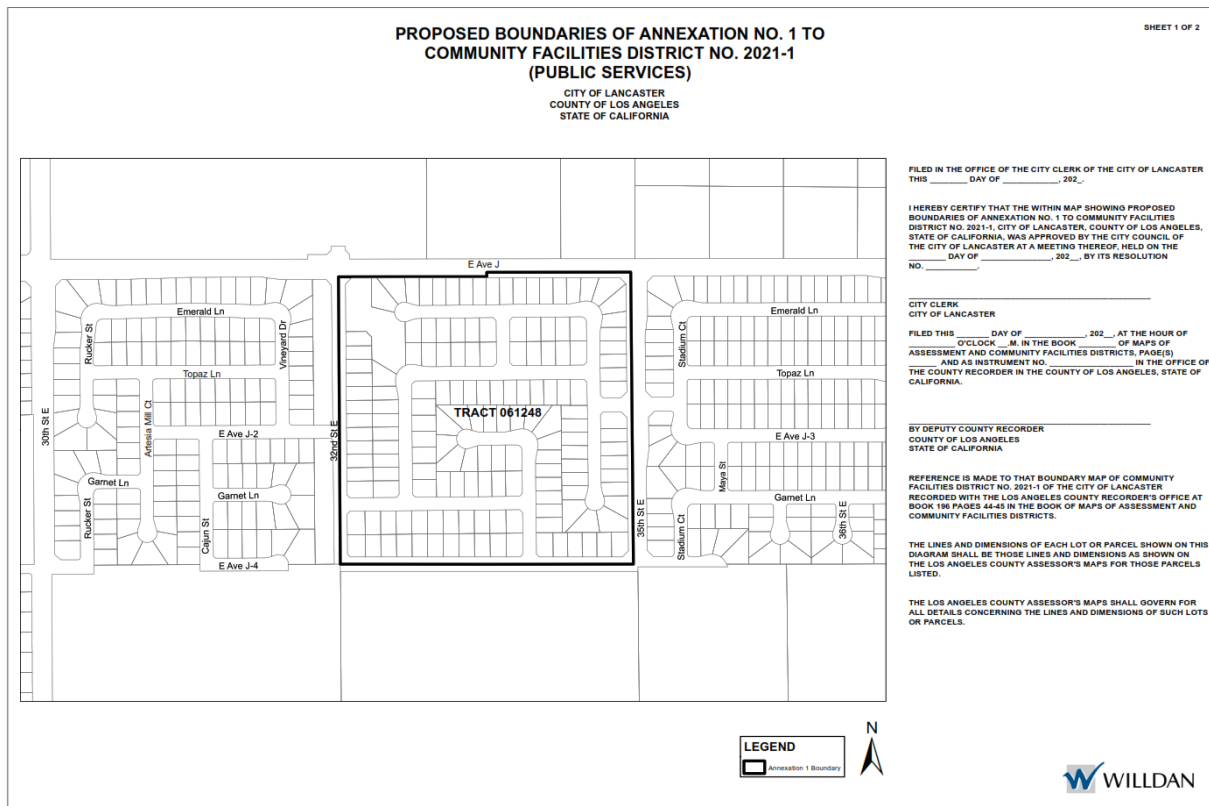 PROPOSED BOUNDARIES OF ANNEXATION NO. 1 TO
COMMUNITY FACILITIES DISTRICT NO. 2021-1
(PUBLIC SERVICES)
CITY OF LANCASTER
COUNTY OF LOS ANGELES
STATE OF CALIFORNIA
SHEET 1 OF 2
E Ave J
Emerald Ln
Rucker St
Vineyard Dr
Topaz Ln
30th St E
Artesia Mill Ct
E Ave J-2
32nd St E
Garnet Ln
Rucker St
Garnet Ln
Cajun St
E Ave J-4
TRACT 061248
Emerald Ln
Stadium Ct
Topaz Ln
E Ave J-3
Maya St
Garnet Ln
35th St E
Stadium Ct
36th St E
FILED IN THE OFFICE OF THE CITY CLERK OF THE CITY OF LANCASTER
THIS ________ DAY OF ____________, 202_.
I HEREBY CERTIFY THAT THE WITHIN MAP SHOWING PROPOSED
BOUNDARIES OF ANNEXATION NO. 1 TO COMMUNITY FACILITIES
DISTRICT NO. 2021-1, CITY OF LANCASTER, COUNTY OF LOS ANGELES,
STATE OF CALIFORNIA, WAS APPROVED BY THE CITY COUNCIL OF
THE CITY OF LANCASTER AT A MEETING THEREOF, HELD ON THE
________ DAY OF _______________, 202__, BY ITS RESOLUTION
NO. ___________.
CITY CLERK
CITY OF LANCASTER
FILED THIS _______ DAY OF _____________, 202__, AT THE HOUR OF
__________ O'CLOCK __.M. IN THE BOOK ________ OF MAPS OF
ASSESSMENT AND COMMUNITY FACILITIES DISTRICTS, PAGE(S)
______ AND AS INSTRUMENT NO. __________________ IN THE OFFICE OF
THE COUNTY RECORDER IN THE COUNTY OF LOS ANGELES, STATE OF
CALIFORNIA.
BY DEPUTY COUNTY RECORDER
COUNTY OF LOS ANGELES
STATE OF CALIFORNIA
REFERENCE IS MADE TO THAT BOUNDARY MAP OF COMMUNITY
FACILITIES DISTRICT NO. 2021-1 OF THE CITY OF LANCASTER
RECORDED WITH THE LOS ANGELES COUNTY RECORDER'S OFFICE AT
BOOK 196 PAGES 44-45 IN THE BOOK OF MAPS OF ASSESSMENT AND
COMMUNITY FACILITIES DISTRICTS.
THE LINES AND DIMENSIONS OF EACH LOT OR PARCEL SHOWN ON THIS
DIAGRAM SHALL BE THOSE LINES AND DIMENSIONS AS SHOWN ON
THE LOS ANGELES COUNTY ASSESSOR'S MAPS FOR THOSE PARCELS
LISTED.
THE LOS ANGELES COUNTY ASSESSOR'S MAPS SHALL GOVERN FOR
ALL DETAILS CONCERNING THE LINES AND DIMENSIONS OF SUCH LOTS
OR PARCELS.
LEGEND
Annexation 1 Boundary
N
WILLDAN